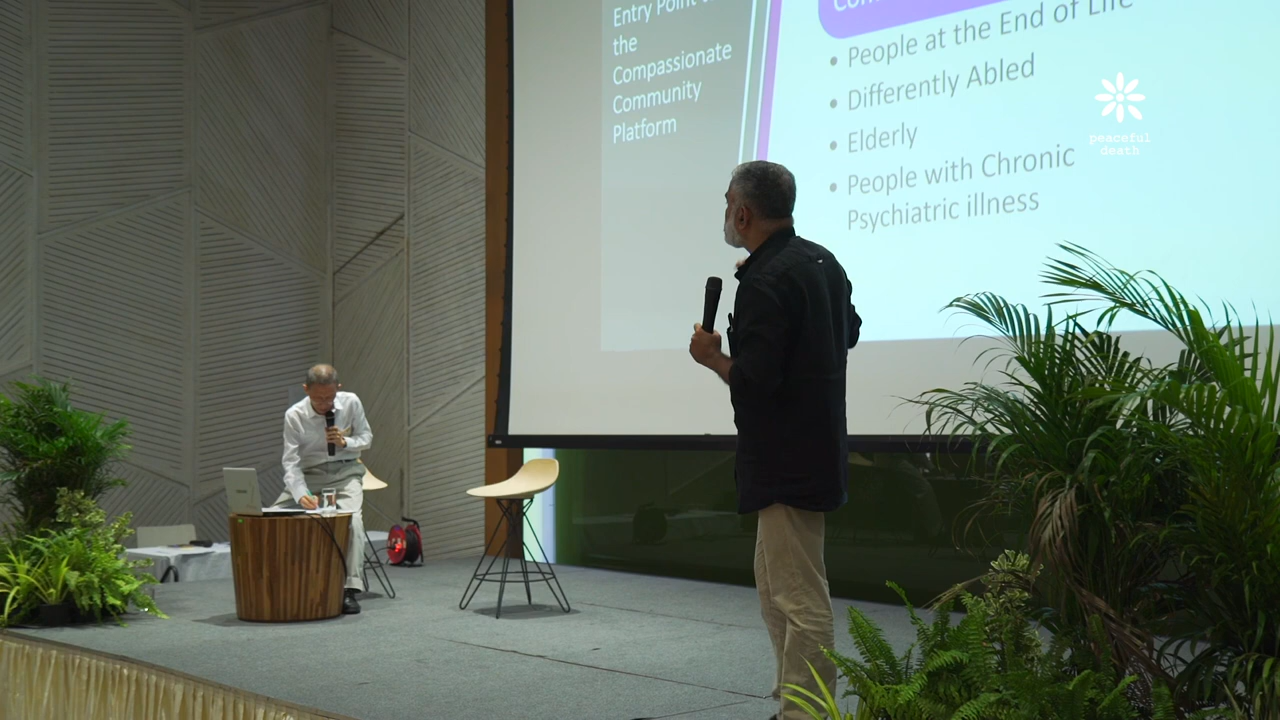 Entry Point
the
Compassionate
Community
Platform
• People at the End of Life
• Differently Abled
• Elderly
• People with Chronic
Psychiatric illness
peaceful
death